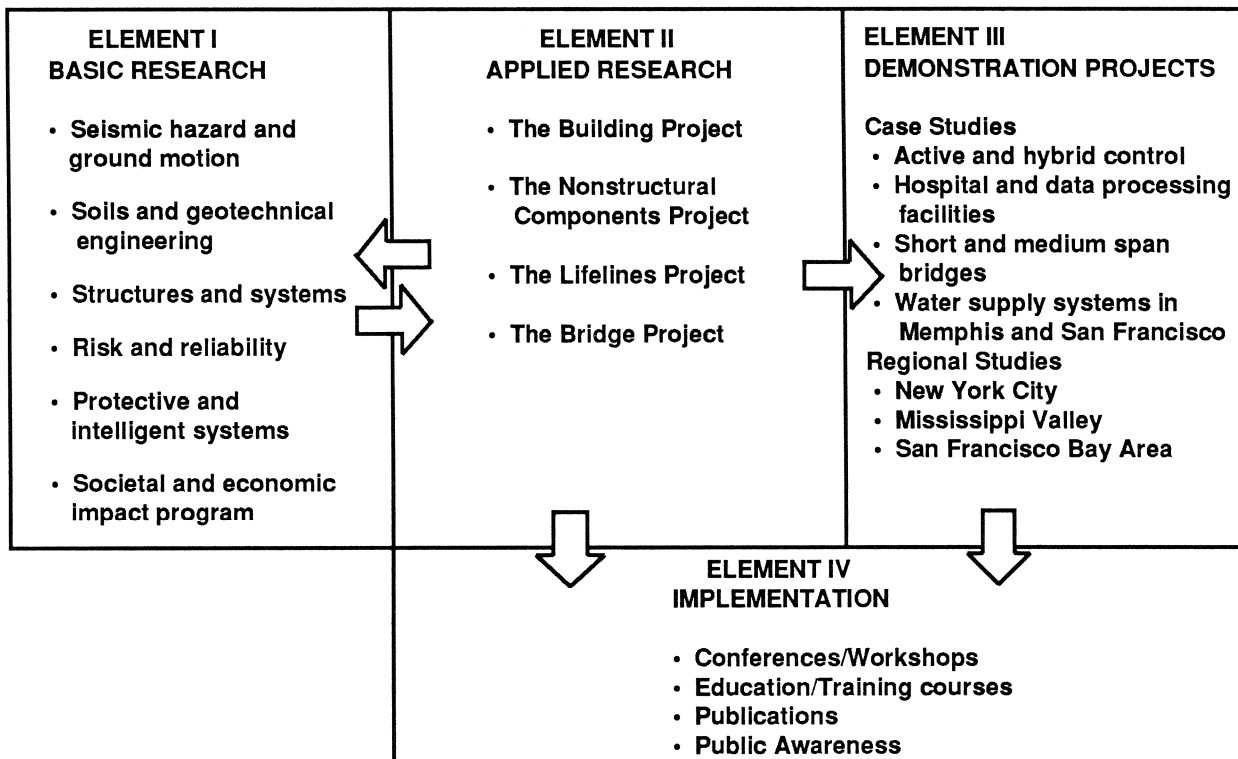 ELEMENT I
BASIC RESEARCH
• Seismic hazard and
ground motion
• Soils and geotechnical
engineering
• Structures and systems
• Risk and reliability
• Protective and
intelligent systems
• Societal and economic
impact program
ELEMENT II
APPLIED RESEARCH
• The Building Project
• The Nonstructural
Components Project
• The Lifelines Project
• The Bridge Project
ELEMENT III
DEMONSTRATION PROJECTS
Case Studies
• Active and hybrid control
• Hospital and data processing
facilities
• Short and medium span
bridges
• Water supply systems in
Memphis and San Francisco
Regional Studies
• New York City
• Mississippi Valley
• San Francisco Bay Area
ELEMENT IV
IMPLEMENTATION
• Conferences/Workshops
• Education/Training courses
• Publications
• Public Awareness